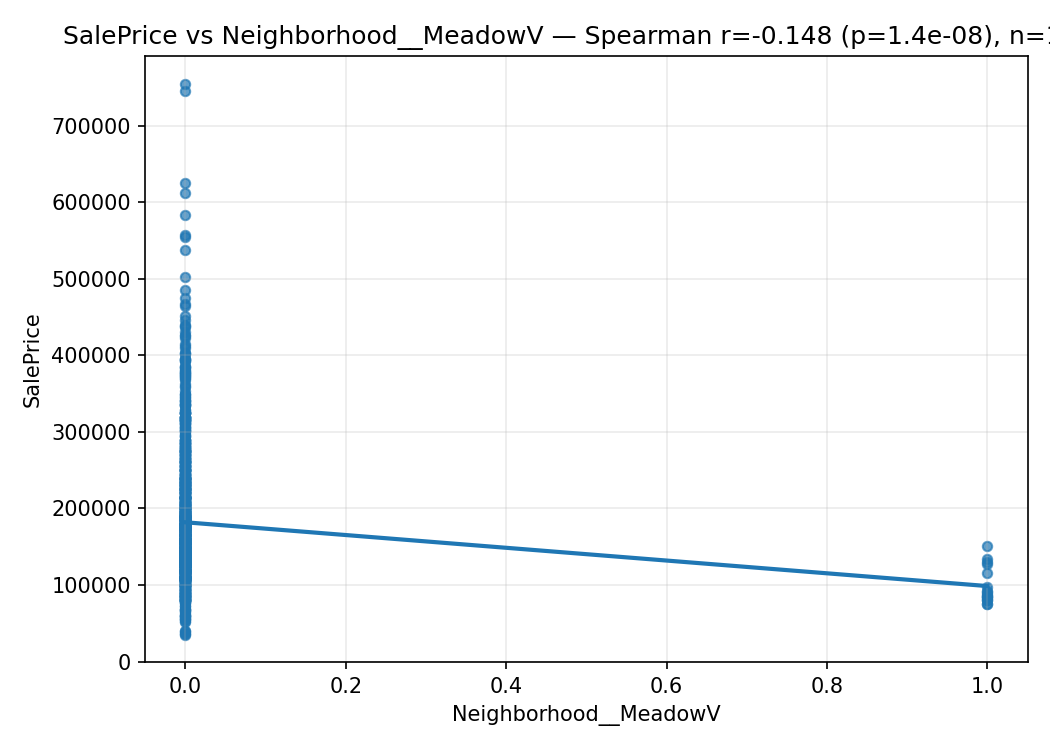 SalePrice vs Neighborhood__MeadowV — Spearman r=-0.148 (p=1.4e-08), n=
SalePrice
700000
600000
500000
400000
300000
200000
100000
0
0.0 0.2 0.4 0.6 0.8 1.0
Neighborhood__MeadowV